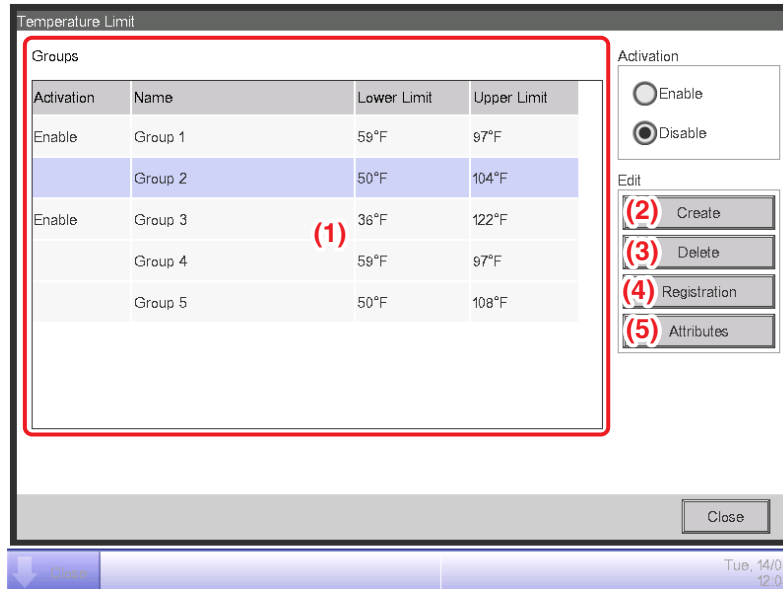 Temperature Limit
Groups
Activation Name Lower Limit Upper Limit
Enable Group 1 59°F 97°F
Group 2 50°F 104°F
Enable Group 3 36°F 122°F
(1)
Group 4 59°F 97°F
Group 5 50°F 108°F
Activation
Enable
Disable
Edit
(2) Create
(3) Delete
(4) Registration
(5) Attributes
Close
Tue, 14/0
12:0